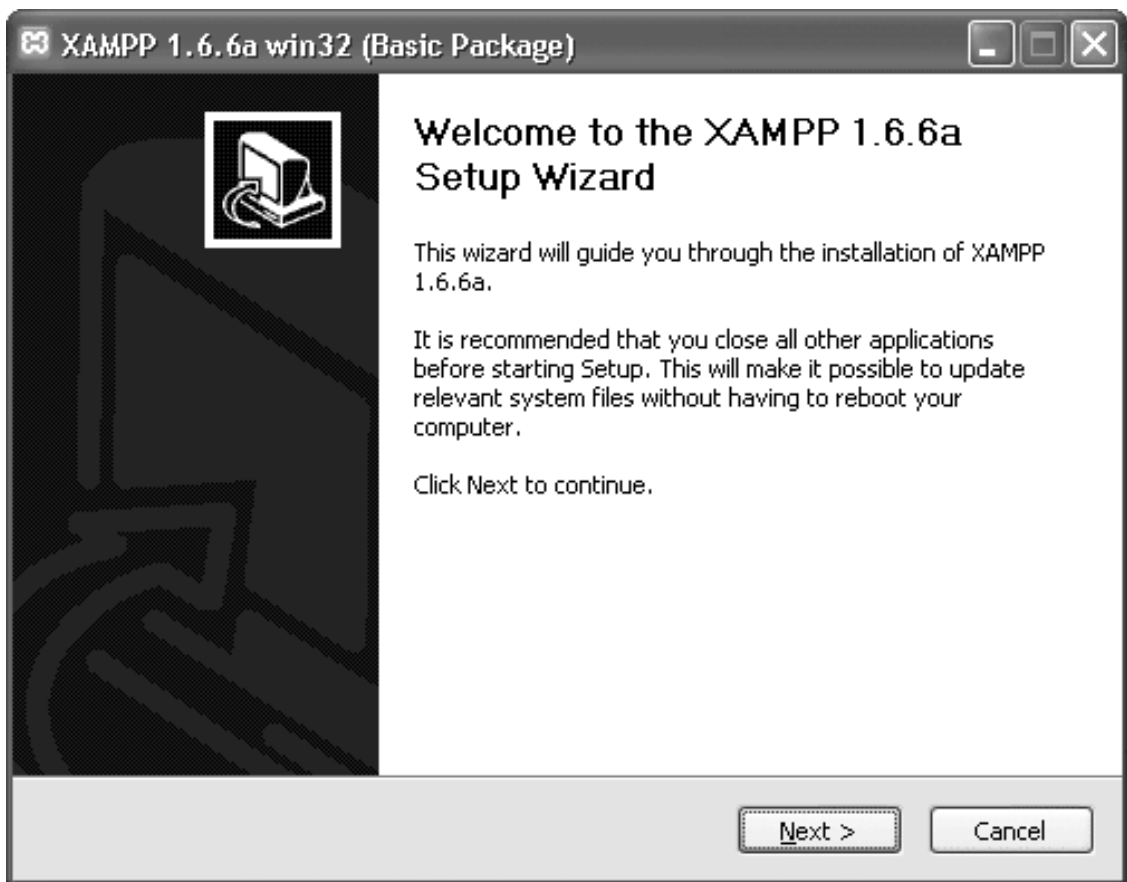 XAMPP 1.6.6a win32 (Basic Package)
Welcome to the XAMPP 1.6.6a
Setup Wizard
This wizard will guide you through the installation of XAMPP
1.6.6a.
It is recommended that you close all other applications
before starting Setup. This will make it possible to update
relevant system files without having to reboot your
computer.
Click Next to continue.
Next >
Cancel